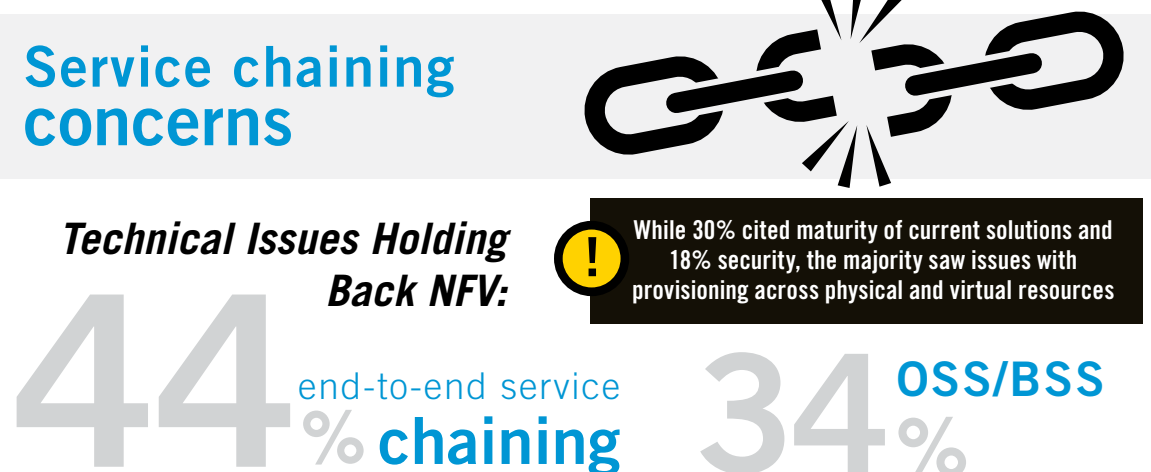 Service chaining
concerns
Technical Issues Holding
Back NFV:
!
While 30% cited maturity of current solutions and
18% security, the majority saw issues with
provisioning across physical and virtual resources
44%
end-to-end service
chaining
34%
OSS/BSS